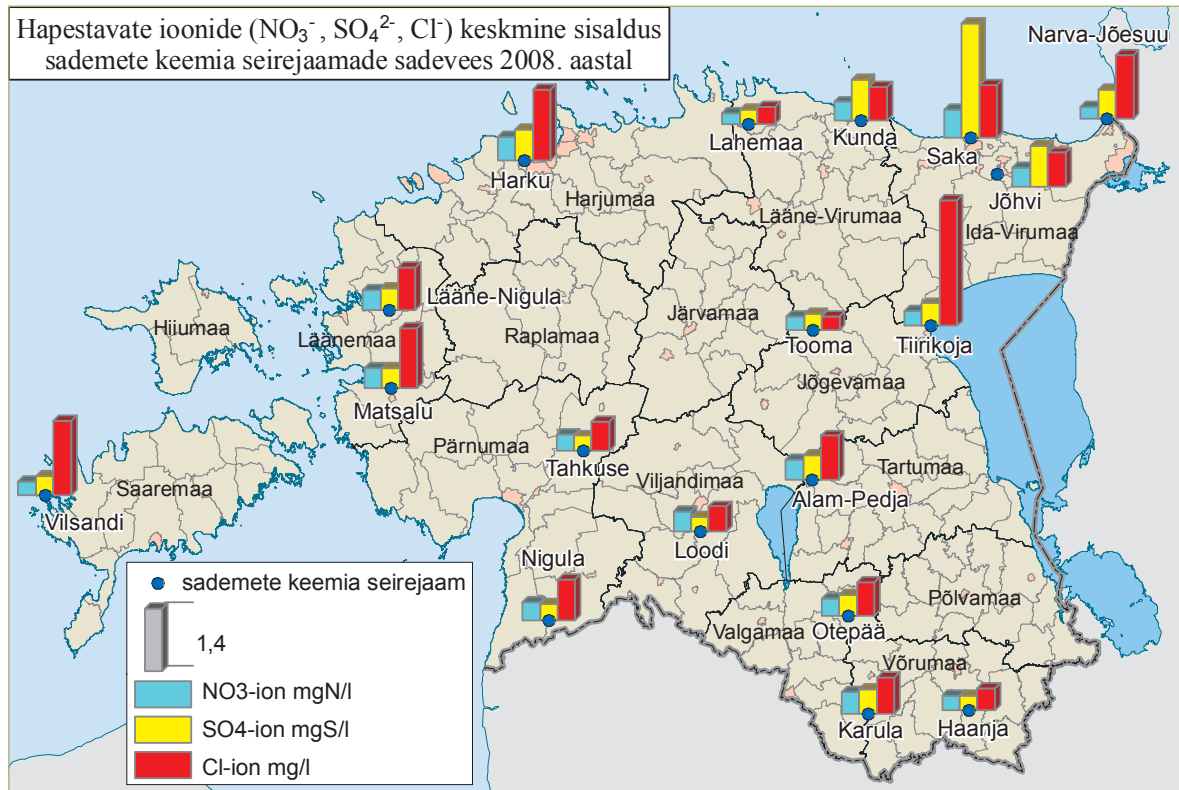 Hapestavate ioonide (NO₃⁻, SO₄²⁻, Cl⁻) keskmine sisaldus
sademete keemia seirejaamade sadevees 2008. aastal
Narva-Jõesuu
Lahemaa
Kunda
Saka
Harku
Jõhvi
Harjumaa
Lääne-Virumaa
Ida-Virumaa
Lääne-Nigula
Hiiumaa
Läänemaa
Raplamaa
Järvamaa
Tooma
Tiirikoja
Jõgevamaa
Matsalu
Pärnumaa
Tahkuse
Viljandimaa
Alam-Pedja
Tartumaa
Saaremaa
Vilsandi
Loodi
Nigula
Otepää
Põlvamaa
Valgamaa
Võrumaa
Karula
Haanja
sademete keemia seirejaam
1,4
NO3-ion mgN/l
SO4-ion mgS/l
Cl-ion mg/l